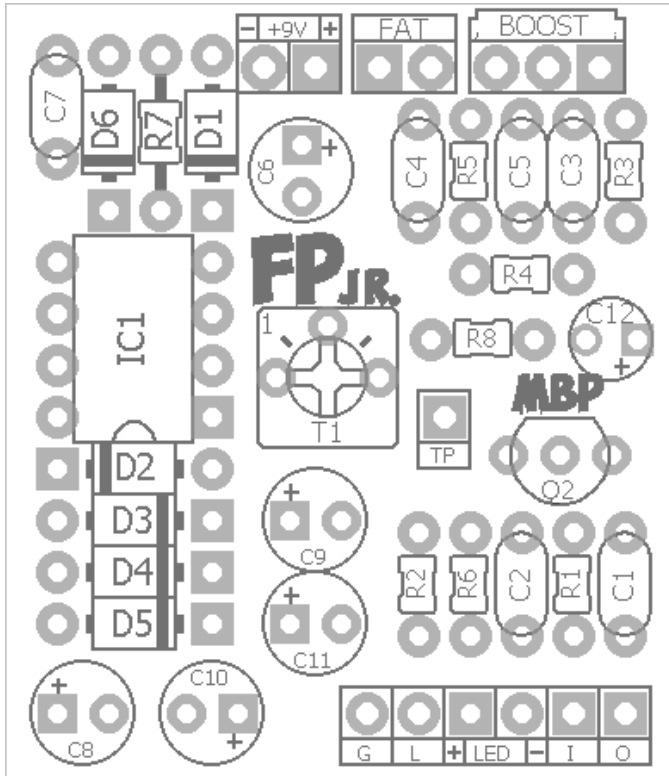 − +9V +
FAT
BOOST
C7
D6
R7
D1
C6
+
C4
R5
C5
C3
R3
FP JR.
R4
IC1
1
T1
R8
C12
+
MBP
TP
Q2
D2
D3
D4
D5
+
C9
+
C11
R2
R6
C2
R1
C1
+
C8
C10
+
G L + LED − I O